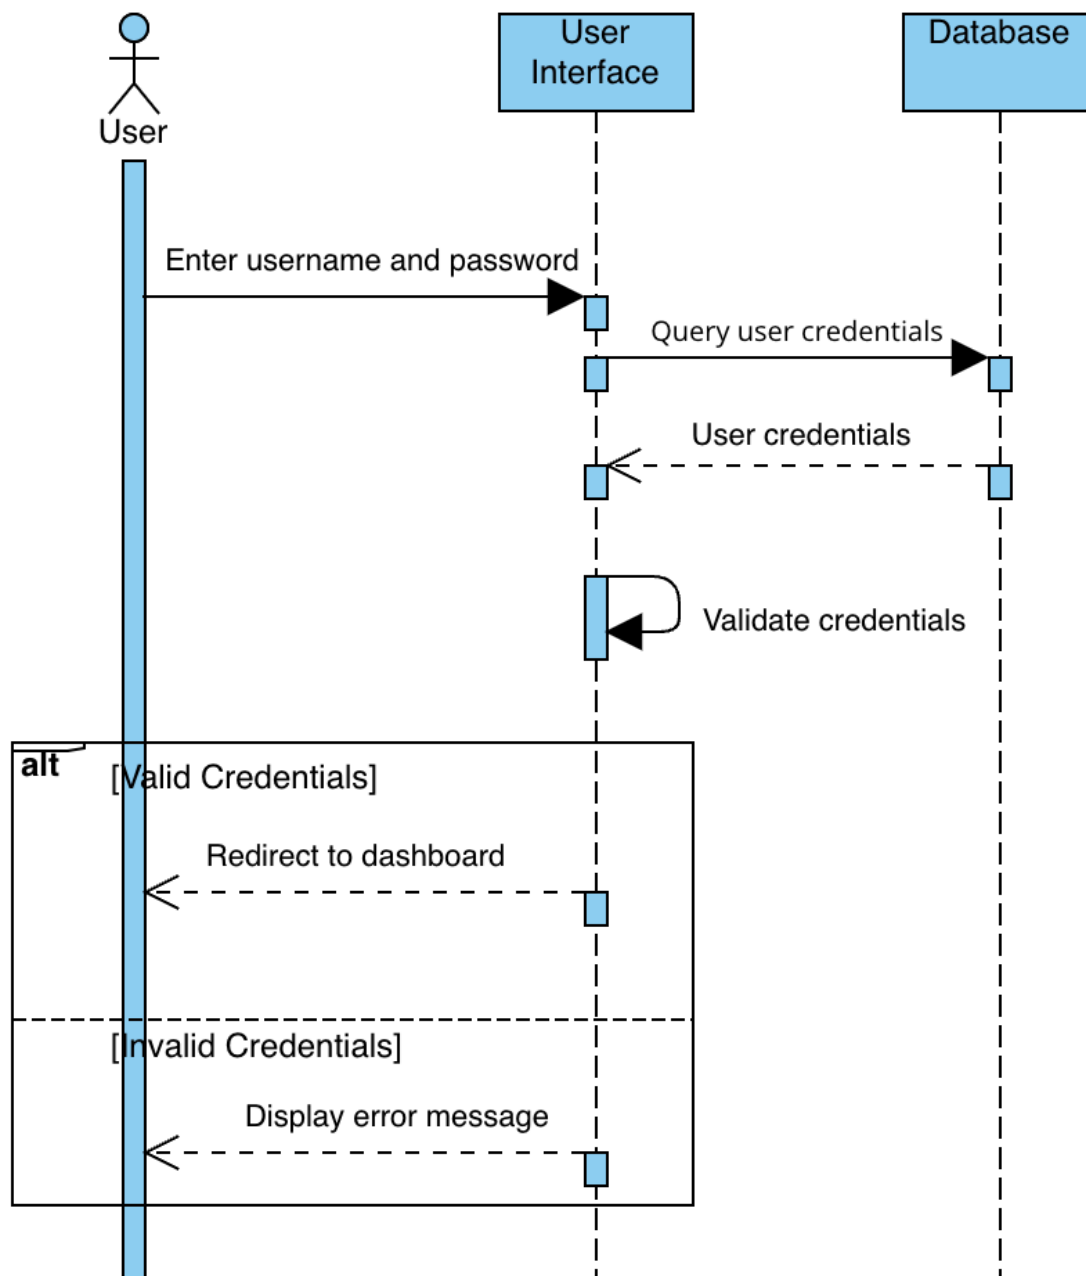 User
User
Interface
Database
Enter username and password
Query user credentials
User credentials
Validate credentials
alt
[Valid Credentials]
Redirect to dashboard
[Invalid Credentials]
Display error message